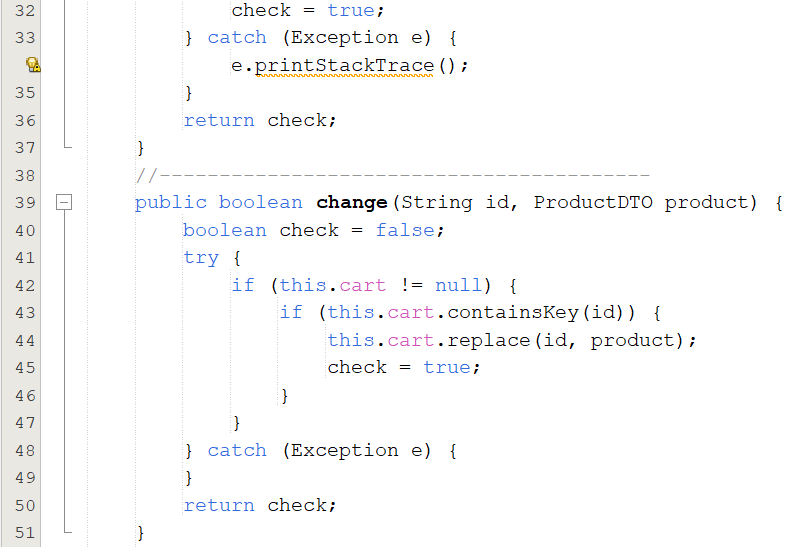 32                check = true;
33            } catch (Exception e) {
                e.printStackTrace();
35            }
36            return check;
37        }
38        //-----------------------------------------
39        public boolean change(String id, ProductDTO product) {
40            boolean check = false;
41            try {
42                if (this.cart != null) {
43                    if (this.cart.containsKey(id)) {
44                        this.cart.replace(id, product);
45                        check = true;
46                    }
47                }
48            } catch (Exception e) {
49            }
50            return check;
51        }